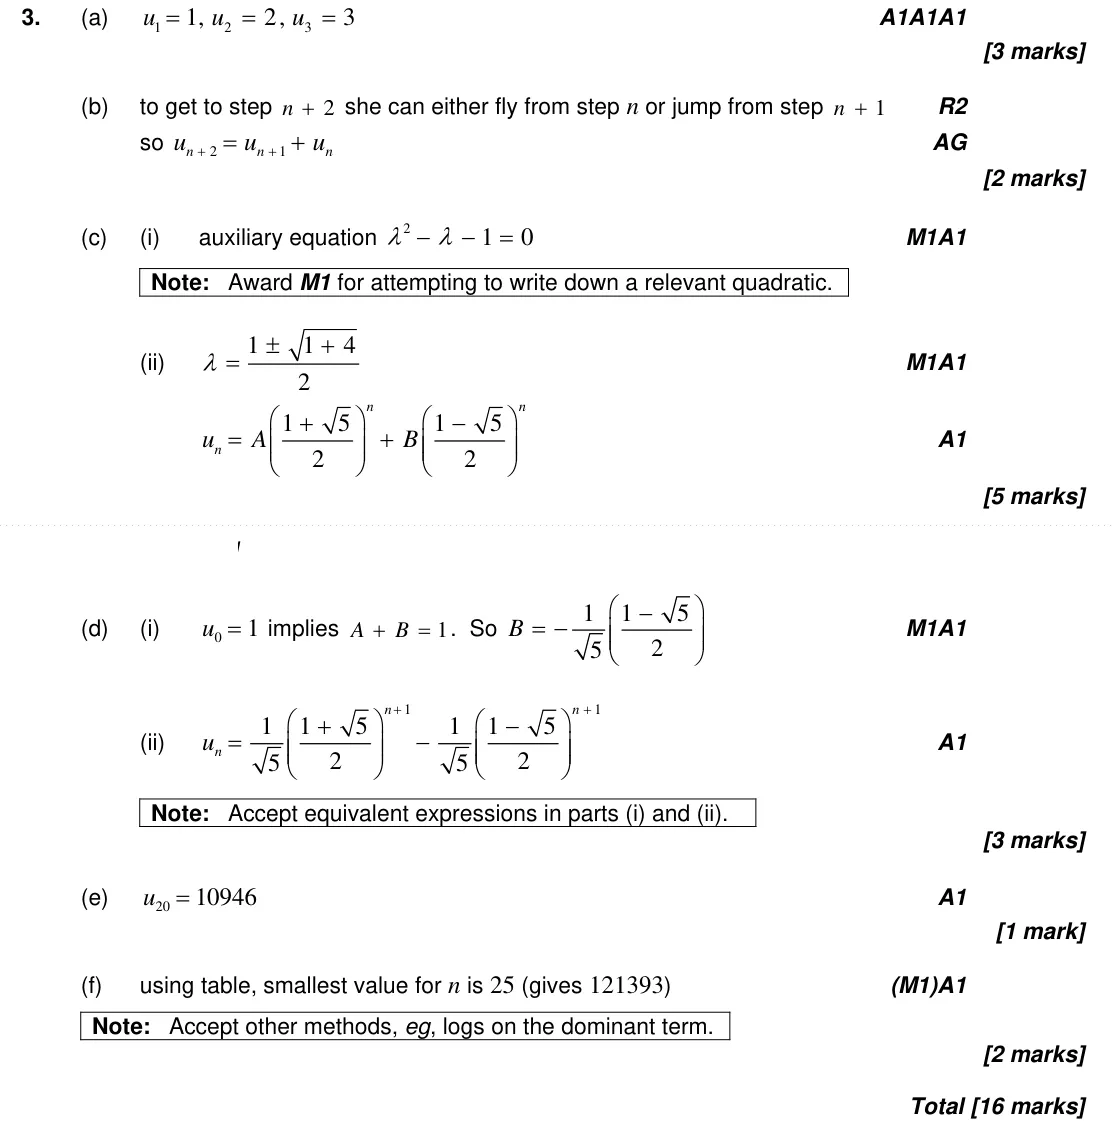 3. (a) u₁ = 1, u₂ = 2, u₃ = 3 A1A1A1
[3 marks]
(b) to get to step n + 2 she can either fly from step n or jump from step n + 1 R2
so uₙ₊₂ = uₙ₊₁ + uₙ AG
[2 marks]
(c) (i) auxiliary equation λ² − λ − 1 = 0 M1A1
Note: Award M1 for attempting to write down a relevant quadratic.
(ii) λ = (1 ± √(1 + 4))/2 M1A1
uₙ = A((1 + √5)/2)ⁿ + B((1 − √5)/2)ⁿ A1
[5 marks]
(d) (i) u₀ = 1 implies A + B = 1. So B = −(1/√5)((1 − √5)/2) M1A1
(ii) uₙ = (1/√5)((1 + √5)/2)ⁿ⁺¹ − (1/√5)((1 − √5)/2)ⁿ⁺¹ A1
Note: Accept equivalent expressions in parts (i) and (ii).
[3 marks]
(e) u₂₀ = 10946 A1
[1 mark]
(f) using table, smallest value for n is 25 (gives 121393) (M1)A1
Note: Accept other methods, eg, logs on the dominant term.
[2 marks]
Total [16 marks]